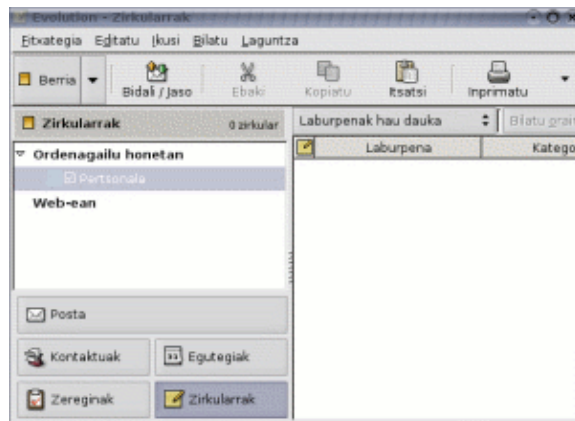 Evolution - Zirkularrak
Fitxategia Editatu Ikusi Bilatu Laguntza
Berria Bidali / Jaso Ebaki Kopiatu Itsatsi Inprimatu
Zirkularrak 0 zirkular
Laburpenak hau dauka Bilatu
Ordenagailu honetan
Laburpena Katego
Pertsonala
Web-ean
Posta
Kontaktuak Egutegiak
Zereginak Zirkularrak